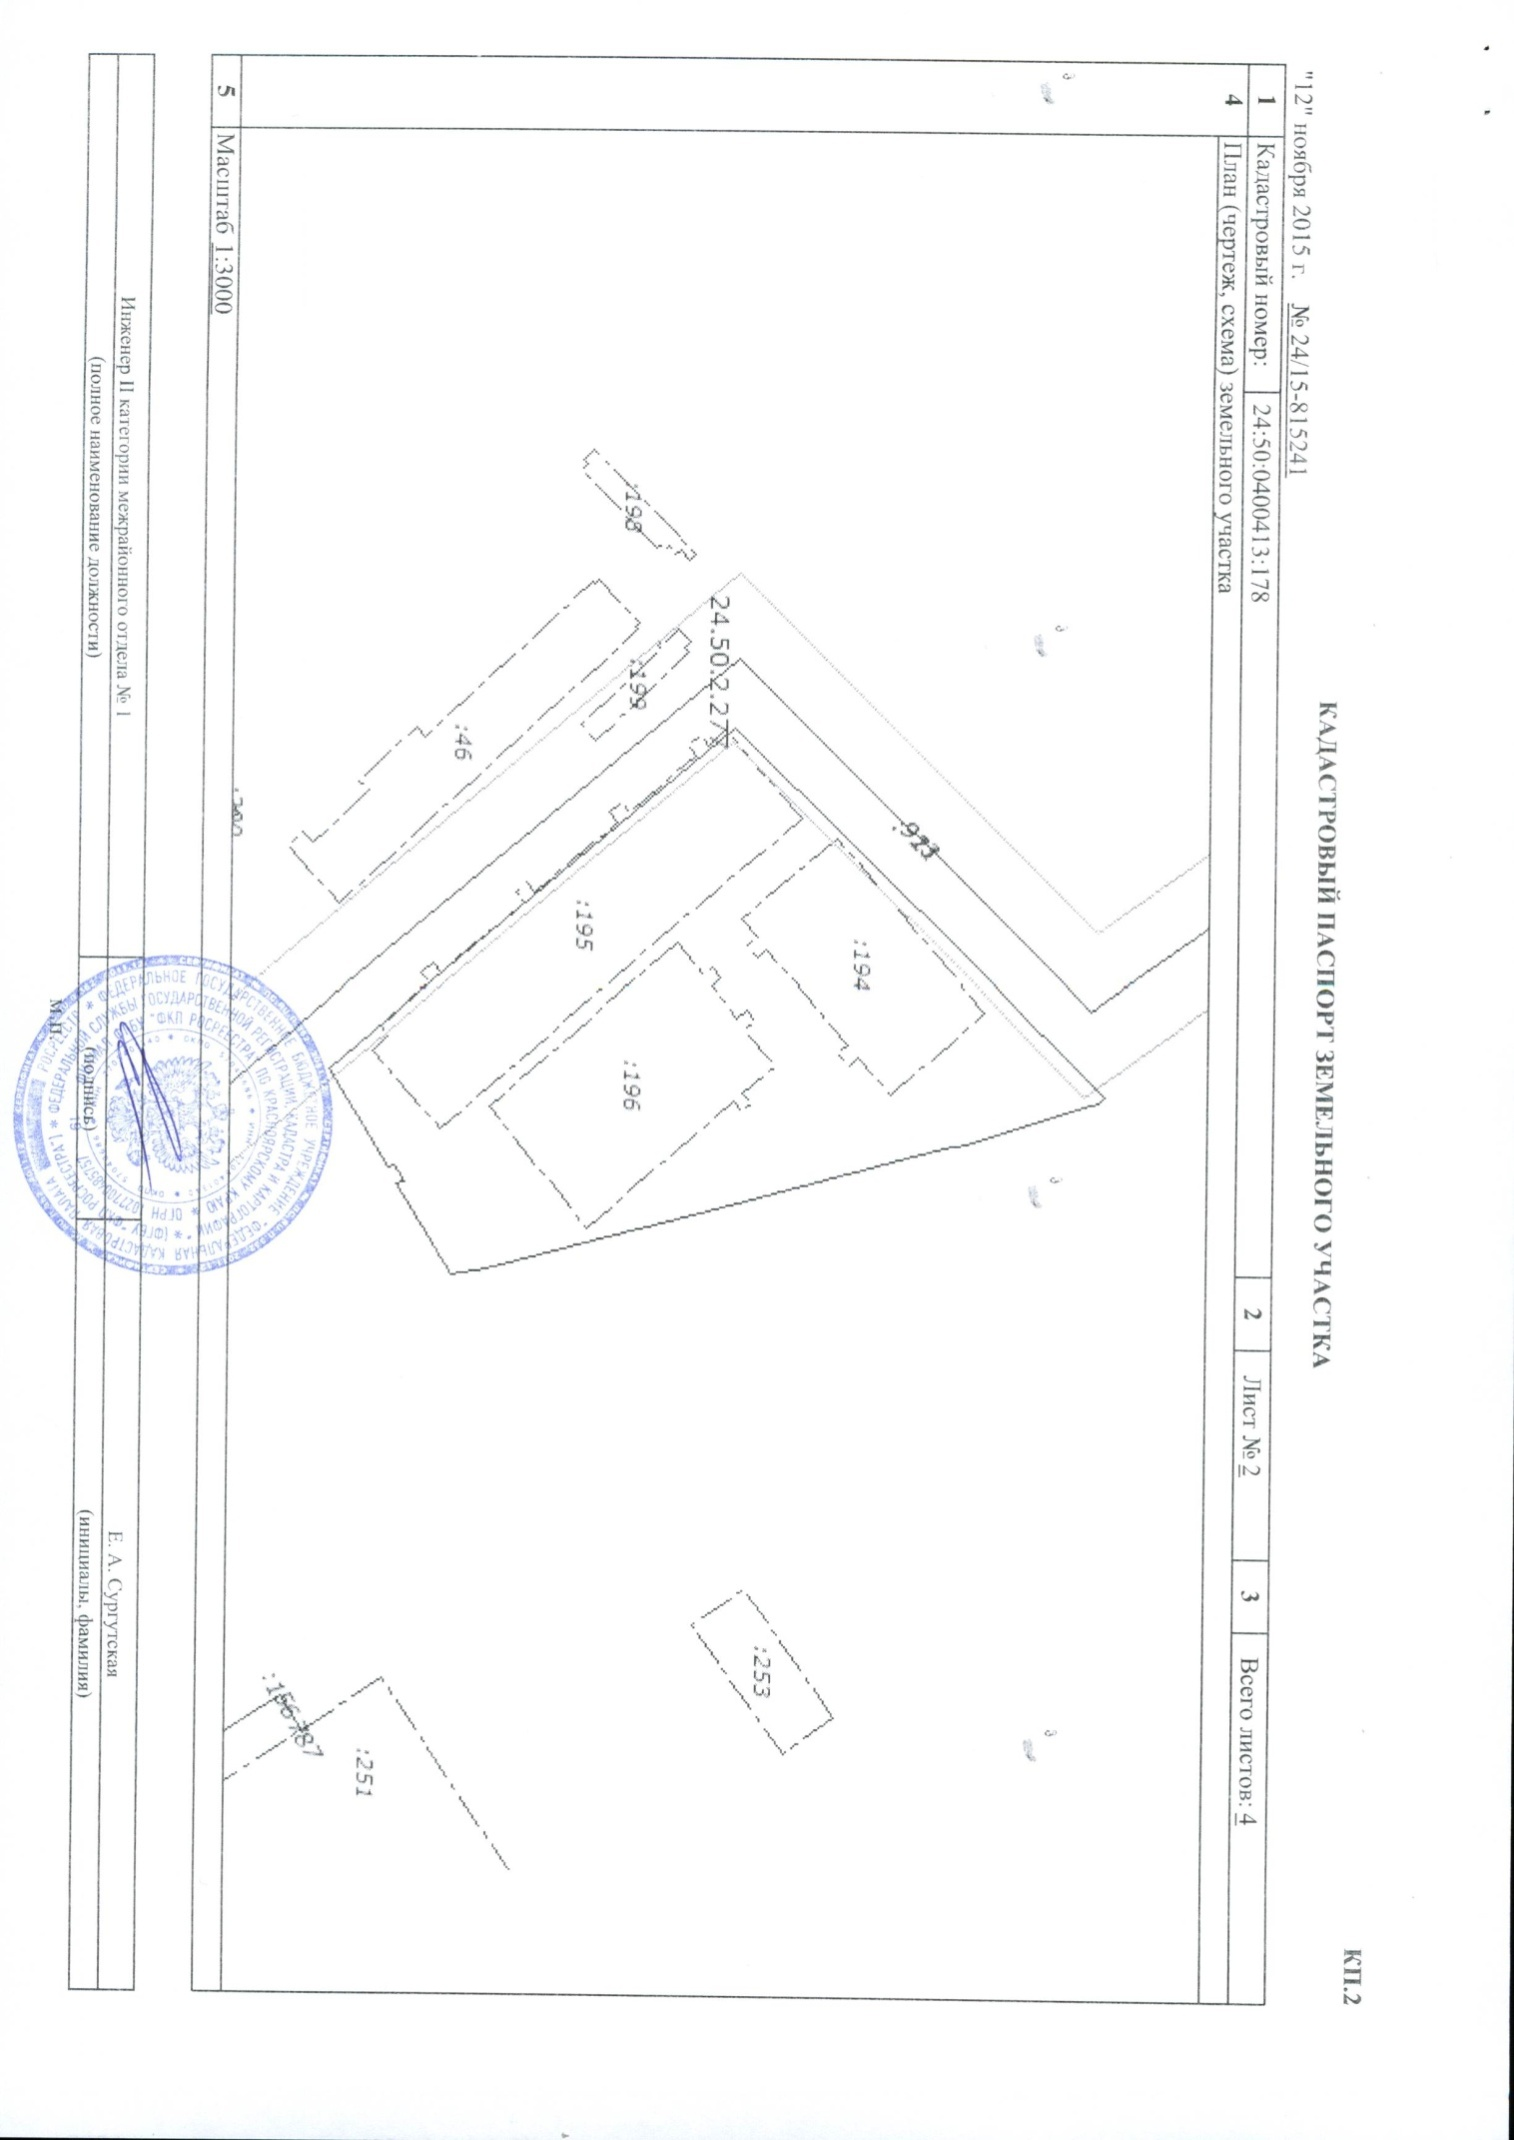 КП.2
КАДАСТРОВЫЙ ПАСПОРТ ЗЕМЕЛЬНОГО УЧАСТКА
"12" ноября 2015 г. № 24/15-815241
1 Кадастровый номер: 24:50:0400413:178 2 Лист № 2 3 Всего листов: 4
4 План (чертеж, схема) земельного участка
:913
:194
:253
24.50.2.27
:198
:199
:196
:195
:46
:251
5 Масштаб 1:3000
Инженер II категории межрайонного отдела № 1 Е. А. Сургутская
(полное наименование должности) (подпись) (инициалы, фамилия)
М.П.